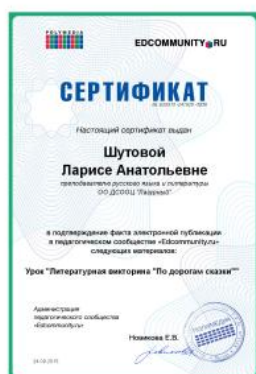 POLYMEDIA
EDCOMMUNITY.RU
СЕРТИФИКАТ
Настоящий сертификат выдан
Шутовой
Ларисе Анатольевне
преподавателю русского языка и литературы
в подтверждение факта электронной публикации
в педагогическом сообществе «Edcommunity.ru»
следующих материалов:
Урок "Литературная викторина "По дорогам сказки""
Администрация
педагогического сообщества
«Edcommunity.ru»
Новикова Е.В.